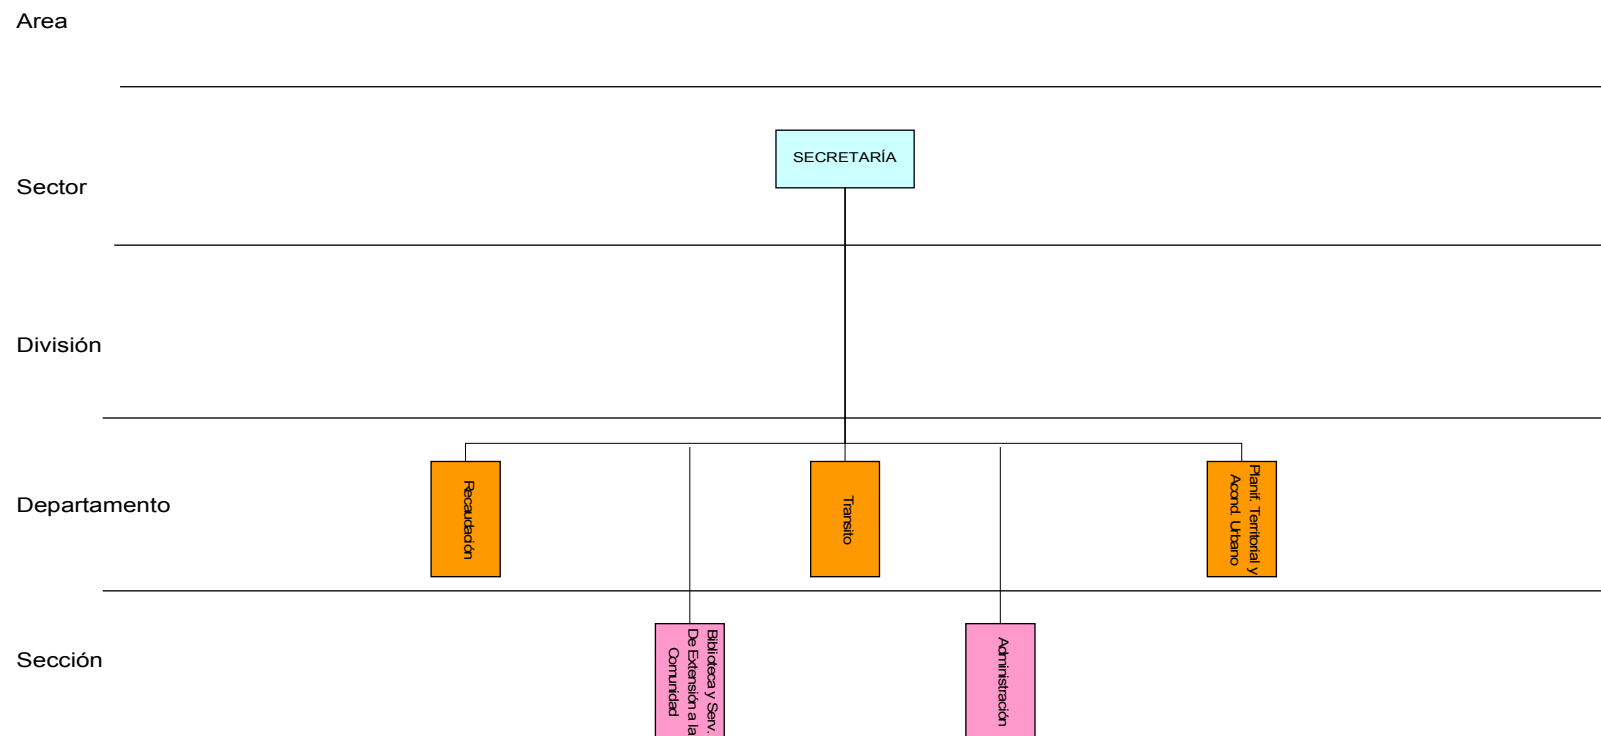 Area
SECRETARÍA
Sector
División
Departamento
Recaudación
Transito
Planif. Territorial y
Acond. Urbano
Sección
Biblioteca y Serv.
De Extensión a la
Comunidad
Administración